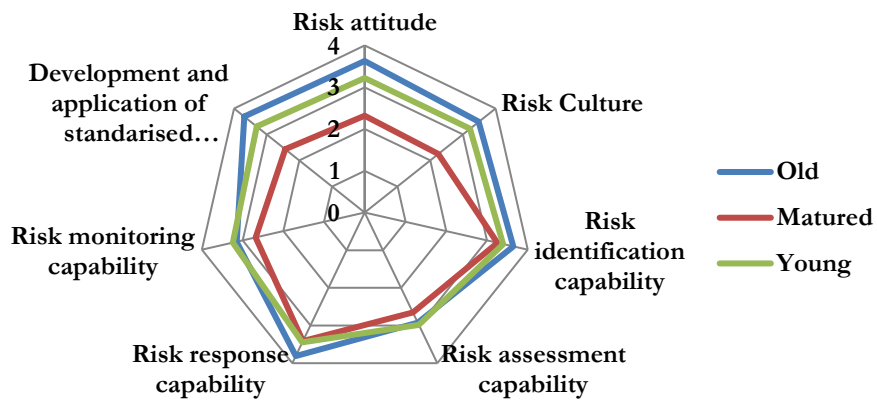 Risk attitude
4
3
2
1
0
Risk Culture
Risk
identification
capability
Risk assessment
capability
Risk response
capability
Risk monitoring
capability
Development and
application of
standarised…
Old
Matured
Young